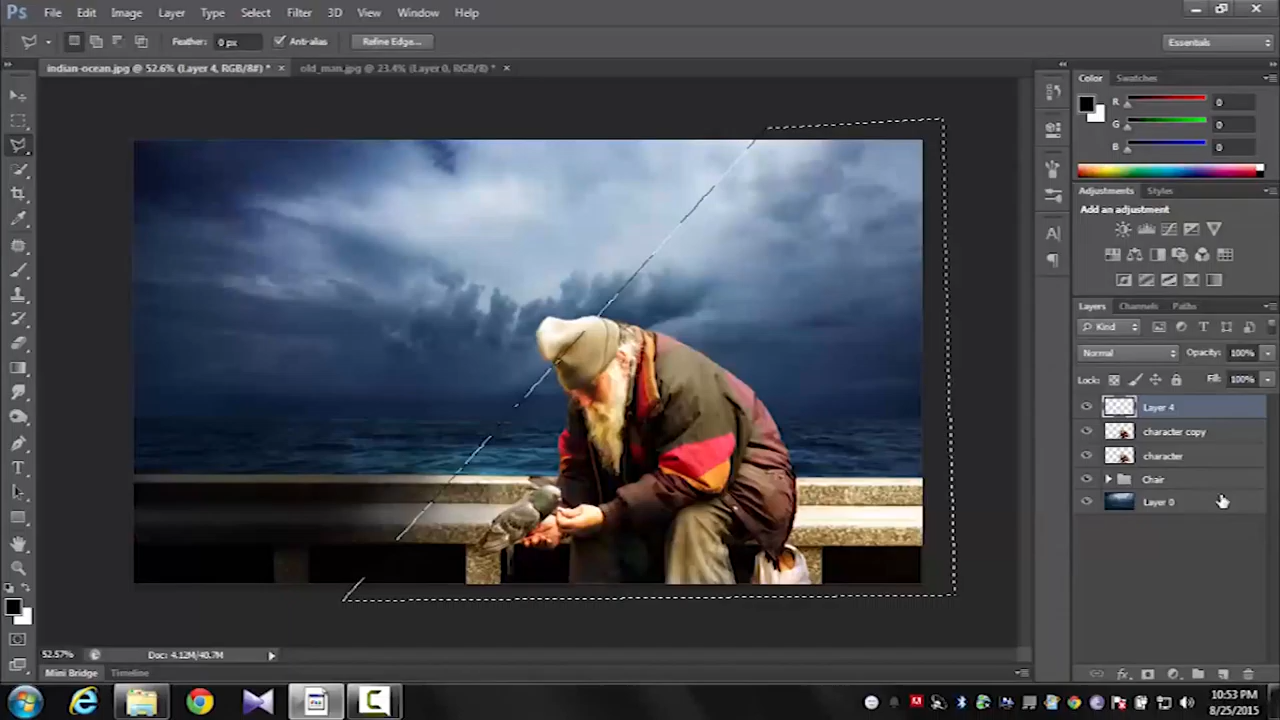 Ps File Edit Image Layer Type Select Filter 3D View Window Help
Feather: 0 px Anti-alias Refine Edge... Essentials
indian-ocean.jpg @ 52.6% (Layer 4, RGB/8#) * × old_man.jpg @ 23.4% (Layer 0, RGB/8) * ×
Color Swatches
R 0
G 0
B 0
Adjustments Styles
Add an adjustment
Layers Channels Paths
Kind
Normal Opacity: 100%
Lock: Fill: 100%
Layer 4
character copy
character
Chair
Layer 0
52.57% Doc: 4.12M/40.7M
Mini Bridge Timeline
10:53 PM
8/25/2015